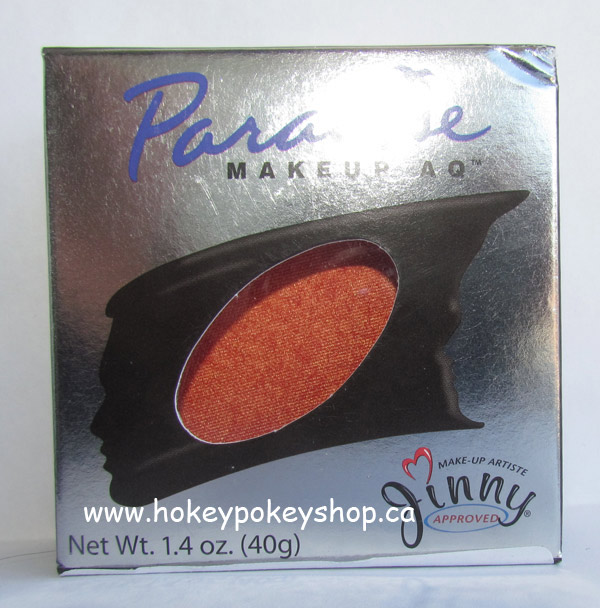 Paradise
MAKEUP AQ™
MAKE-UP ARTISTE
Jinny®
APPROVED
www.hokeypokeyshop.ca
Net Wt. 1.4 oz. (40g)